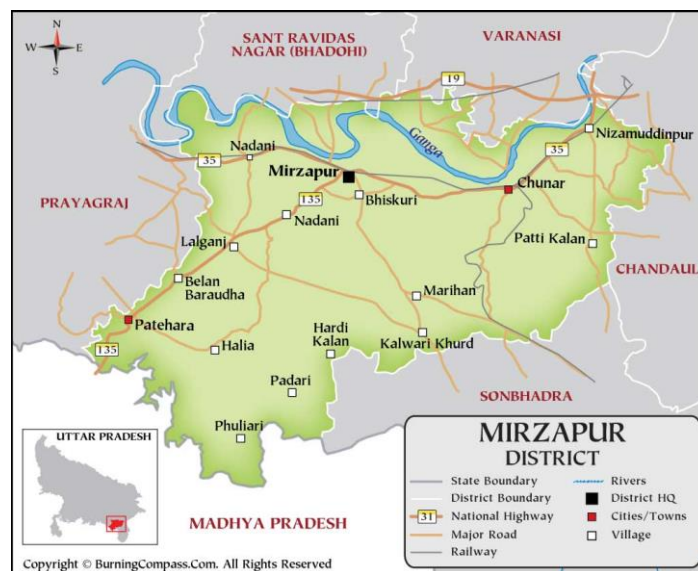 SANT RAVIDAS
NAGAR (BHADOHI)
VARANASI
N
W E
S
19
Nizamuddinpur
Ganga
35
Nadani
35
Mirzapur
Chunar
PRAYAGRAJ
135
Bhiskuri
Nadani
Lalganj
Patti Kalan
CHANDAUL
Belan
Baraudha
Marihan
Patehara
Hardi
Kalan
Kalwari Khurd
135
Halia
Padari
SONBHADRA
Phuliari
UTTAR PRADESH
MADHYA PRADESH
MIRZAPUR
DISTRICT
State Boundary
Rivers
District Boundary
District HQ
31
National Highway
Cities/Towns
Major Road
Village
Railway
Copyright © BurningCompass.Com. All Rights Reserved